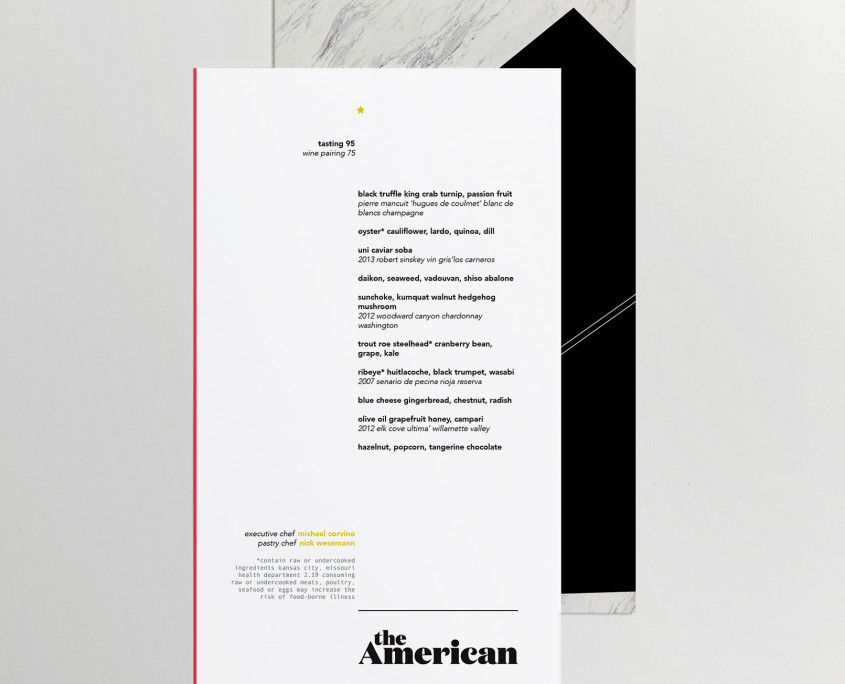 tasting 95
wine pairing 75
black truffle king crab turnip, passion fruit
pierre mancuit 'hugues de coulmet' blanc de
blancs champagne
oyster* cauliflower, lardo, quinoa, dill
uni caviar soba
2013 robert sinskey vin gris'los carneros
daikon, seaweed, vadouvan, shiso abalone
sunchoke, kumquat walnut hedgehog
mushroom
2012 woodward canyon chardonnay
washington
trout roe steelhead* cranberry bean,
grape, kale
ribeye* huitlacoche, black trumpet, wasabi
2007 senario de pecina rioja reserva
blue cheese gingerbread, chestnut, radish
olive oil grapefruit honey, campari
2012 elk cove ultima' willamette valley
hazelnut, popcorn, tangerine chocolate
executive chef michael corvino
pastry chef nick wesemann
*contain raw or undercooked
ingredients kansas city, missouri
health department 2.19 consuming
raw or undercooked meats, poultry,
seafood or eggs may increase the
risk of food-borne illness
the
American